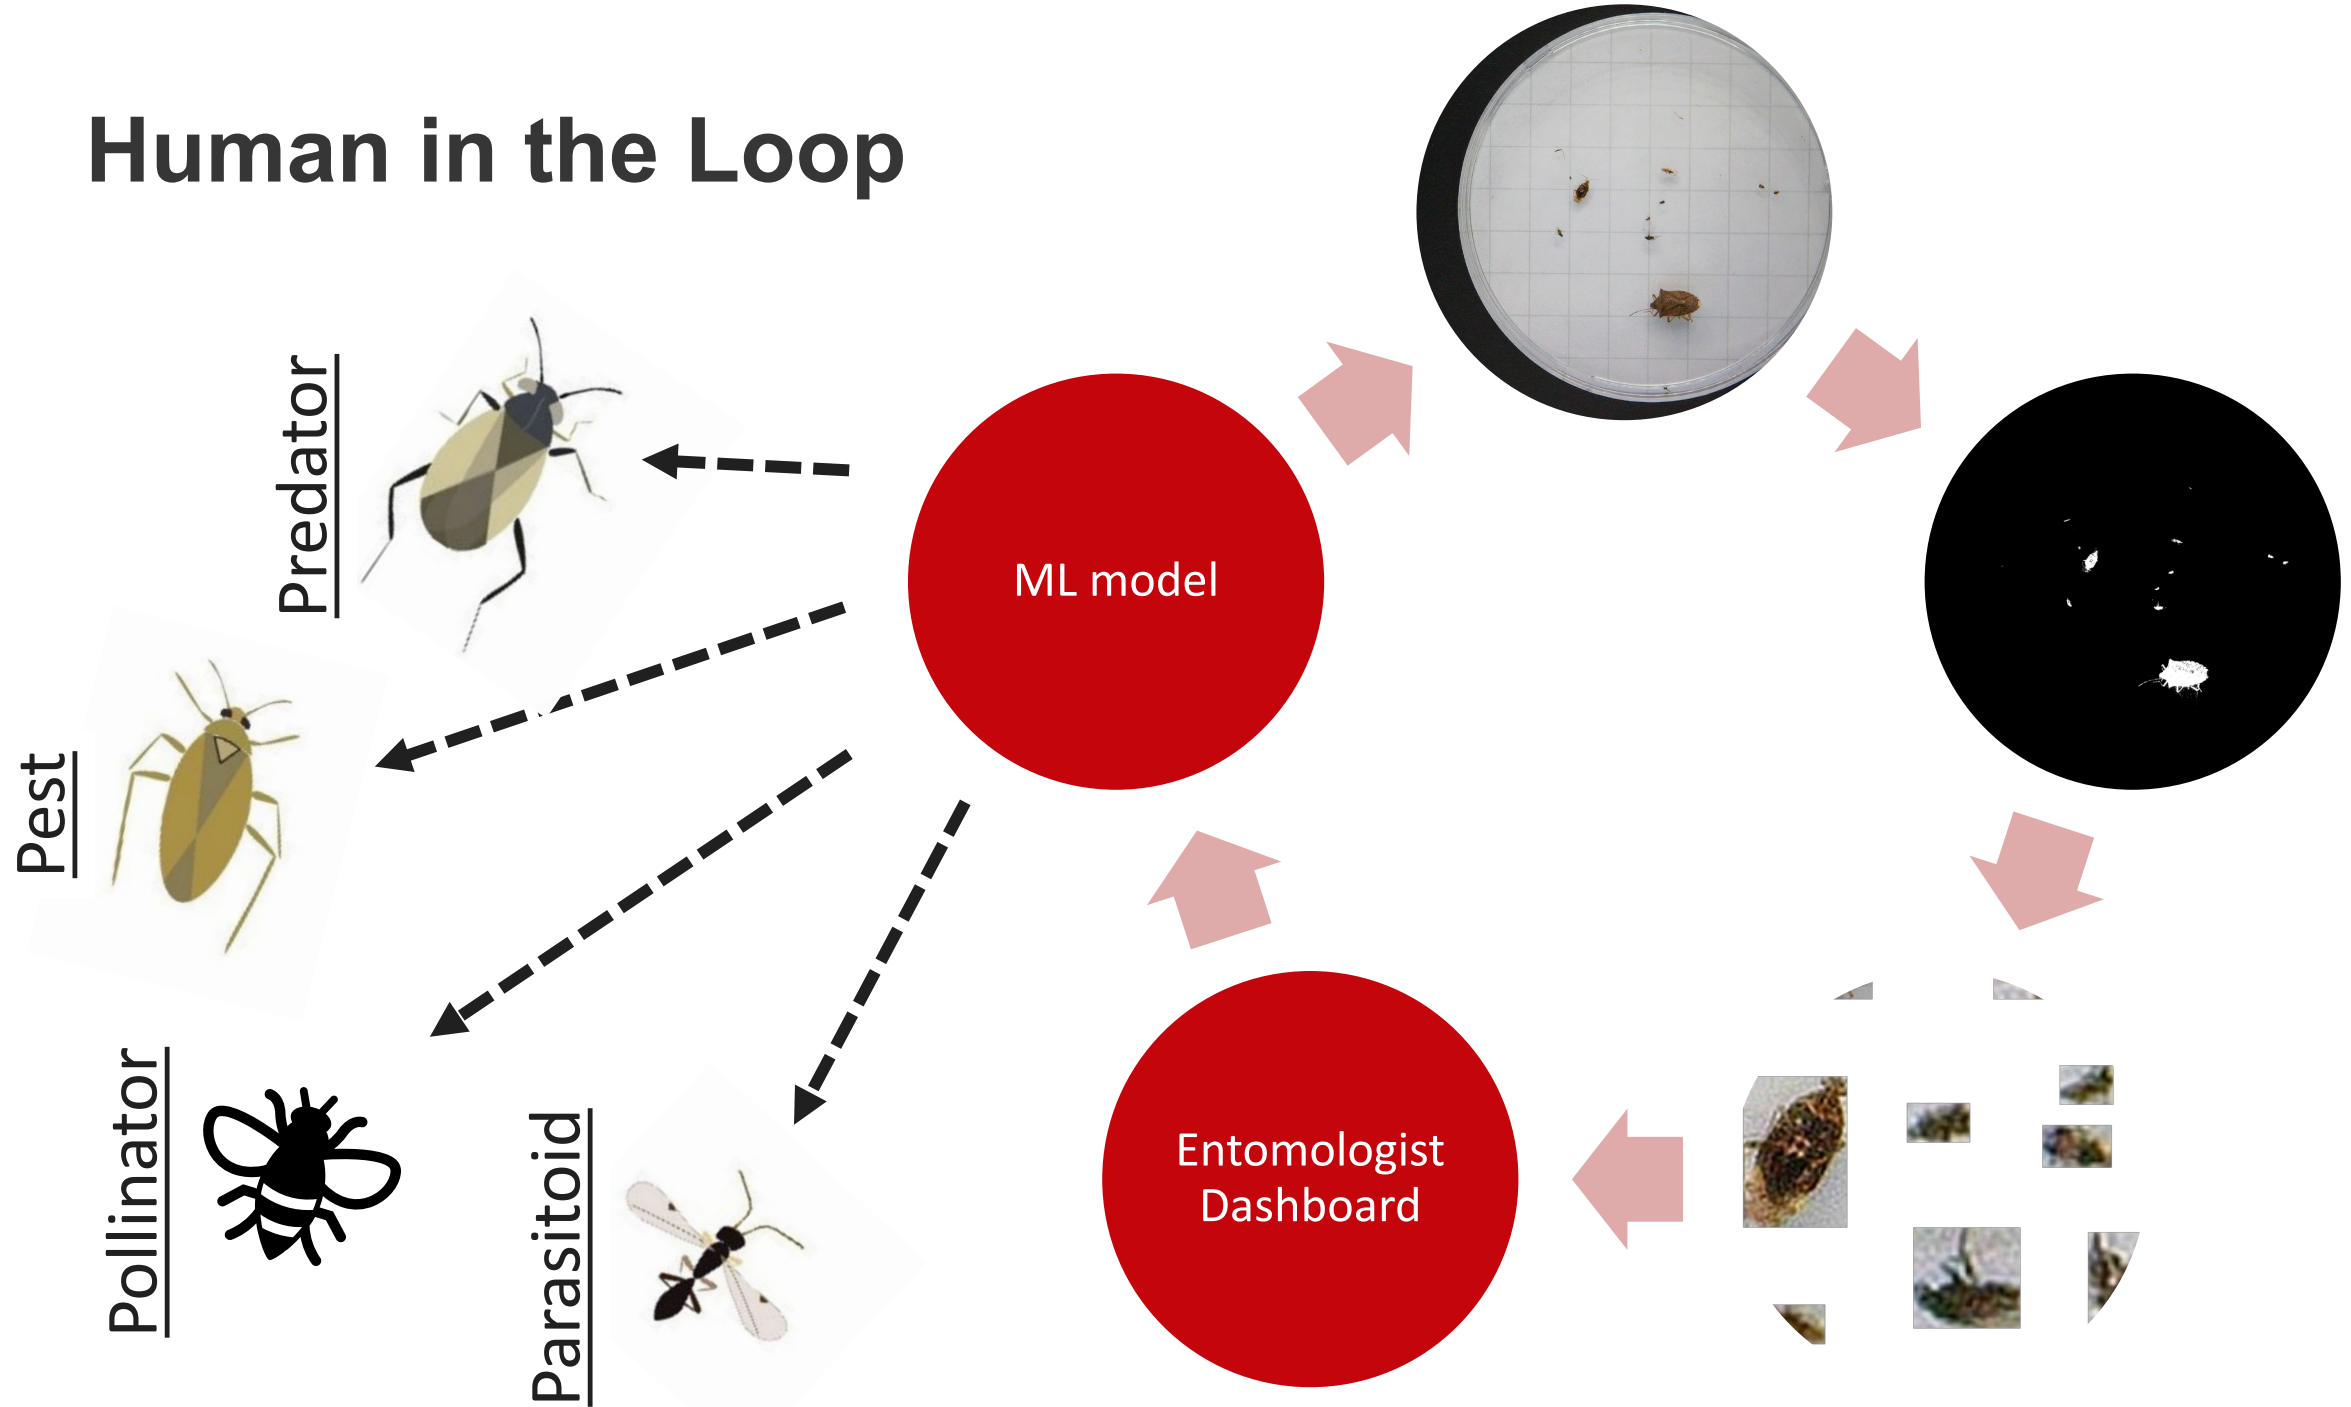 Human in the Loop
Predator
ML model
Pest
Pollinator
Parasitoid
Entomologist
Dashboard